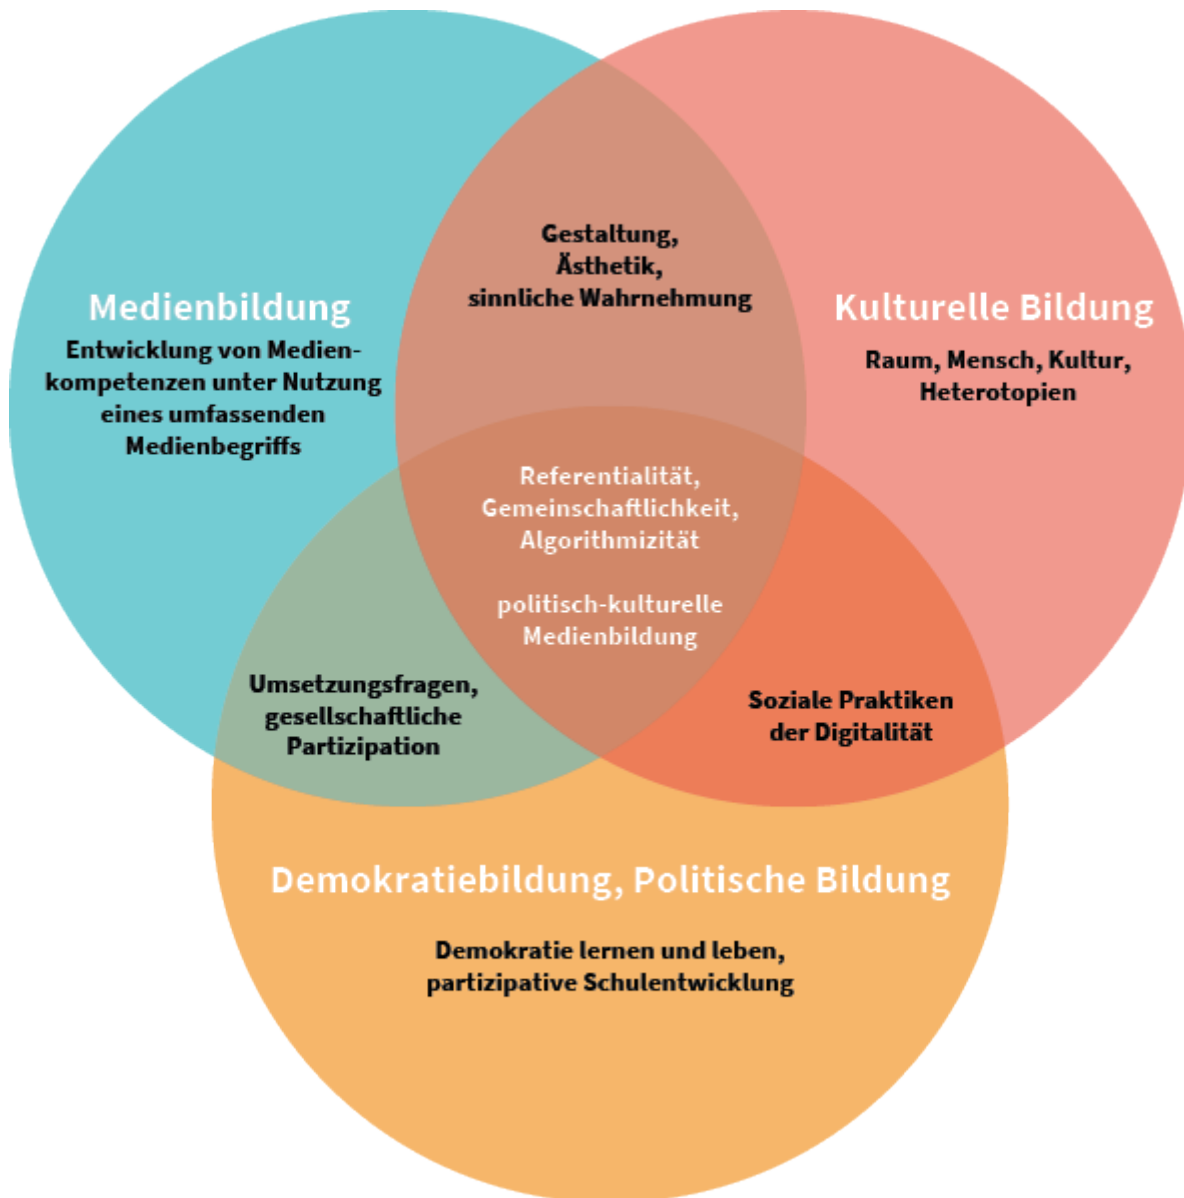 Gestaltung,
Ästhetik,
sinnliche Wahrnehmung
Medienbildung
Entwicklung von Medien-
kompetenzen unter Nutzung
eines umfassenden
Medienbegriffs
Kulturelle Bildung
Raum, Mensch, Kultur,
Heterotopien
Referentialität,
Gemeinschaftlichkeit,
Algorithmizität
politisch-kulturelle
Medienbildung
Umsetzungsfragen,
gesellschaftliche
Partizipation
Soziale Praktiken
der Digitalität
Demokratiebildung, Politische Bildung
Demokratie lernen und leben,
partizipative Schulentwicklung